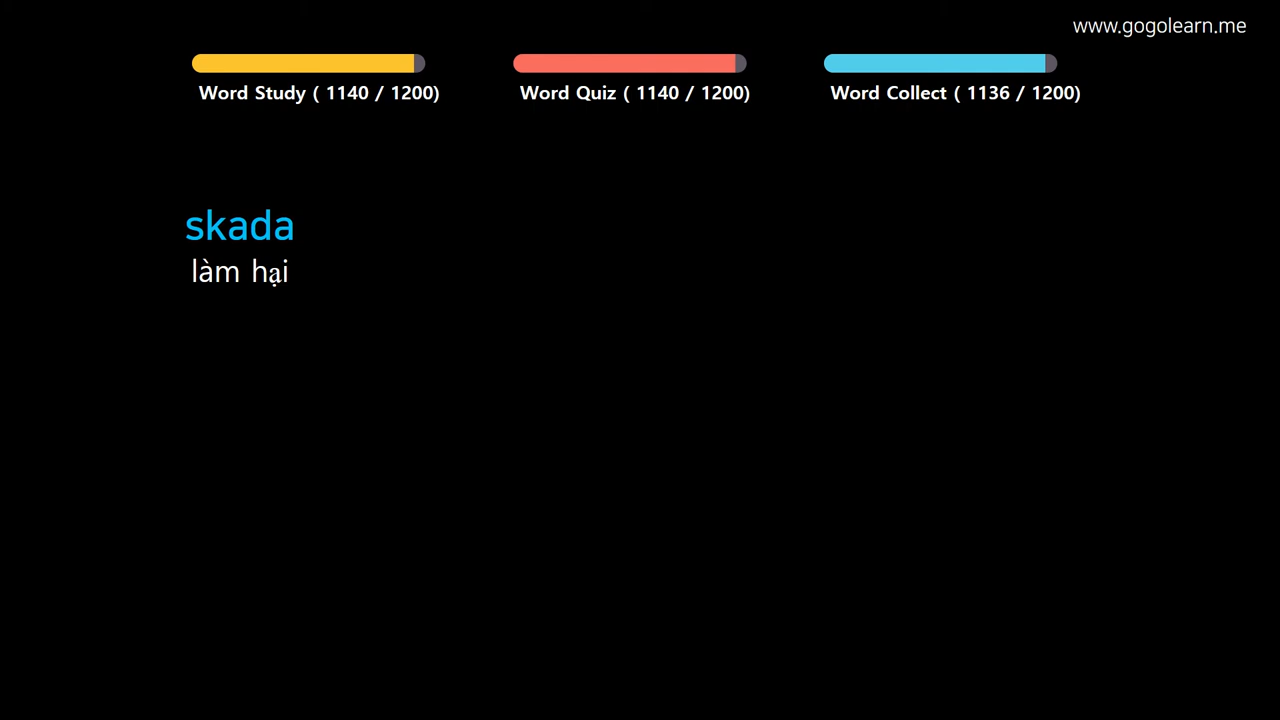 www.gogolearn.me
Word Study ( 1140 / 1200)
Word Quiz ( 1140 / 1200)
Word Collect ( 1136 / 1200)
skada
làm hại